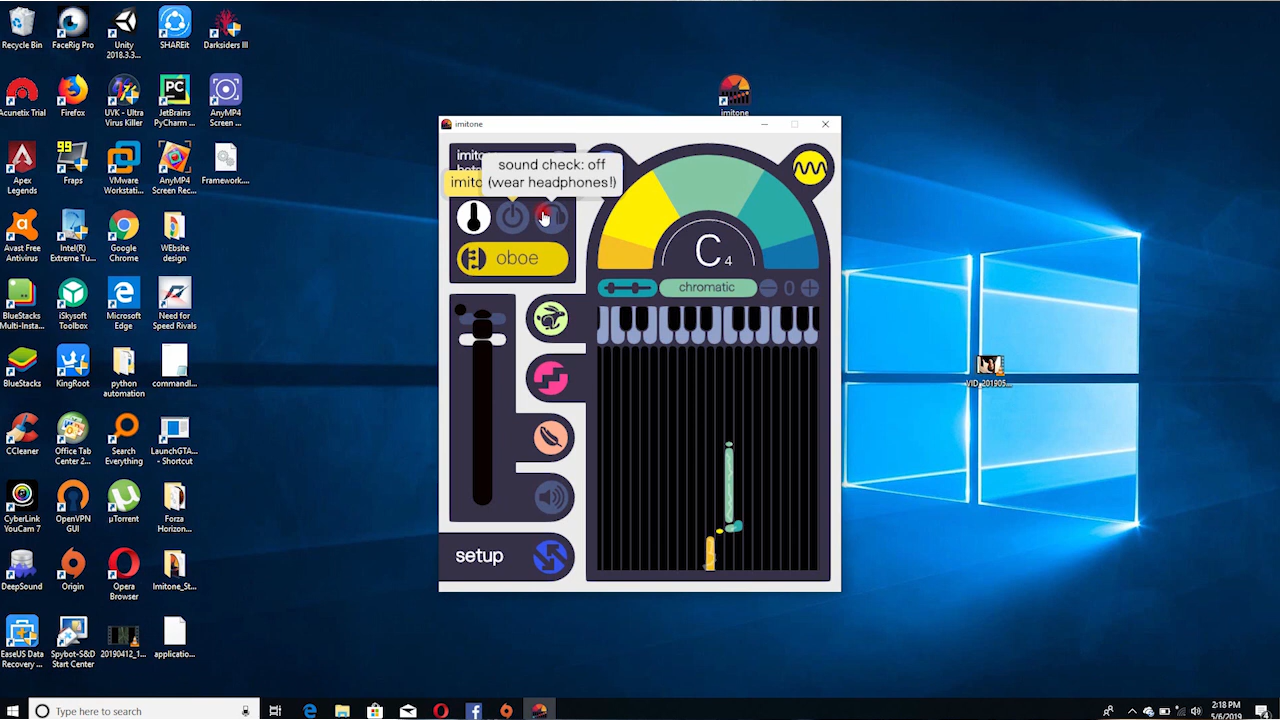 Recycle Bin
FaceRig Pro
Unity
2018.3.3...
SHAREit
Darksiders III
Acunetix Trial
Firefox
UVK - Ultra
Virus Killer
JetBrains
PyCharm ...
AnyMP4
Screen ...
Apex
Legends
99
Fraps
VMware
Workstati...
AnyMP4
Screen Rec...
Framework....
Avast Free
Antivirus
Intel(R)
Extreme Tu...
Google
Chrome
WEbsite
design
BlueStacks
Multi-Insta...
iSkysoft
Toolbox
Microsoft
Edge
Need for
Speed Rivals
BlueStacks
KingRoot
python
automation
commandl...
CCleaner
Office Tab
Center 2...
Search
Everything
LaunchGTA...
- Shortcut
CyberLink
YouCam 7
OpenVPN
GUI
µTorrent
Forza
Horizon...
DeepSound
Origin
Opera
Browser
Imitone_St...
EaseUS Data
Recovery ...
Spybot-S&D
Start Center
20190412_1...
applicatio...
imitone
VID_201905...
imitone
sound check: off
(wear headphones!)
oboe
C4
chromatic
0
setup
Type here to search
2:18 PM
5/6/2019
4